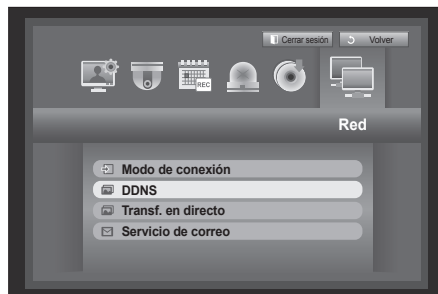 Cerrar sesión
Volver
REC
Red
Modo de conexión
DDNS
Transf. en directo
Servicio de correo